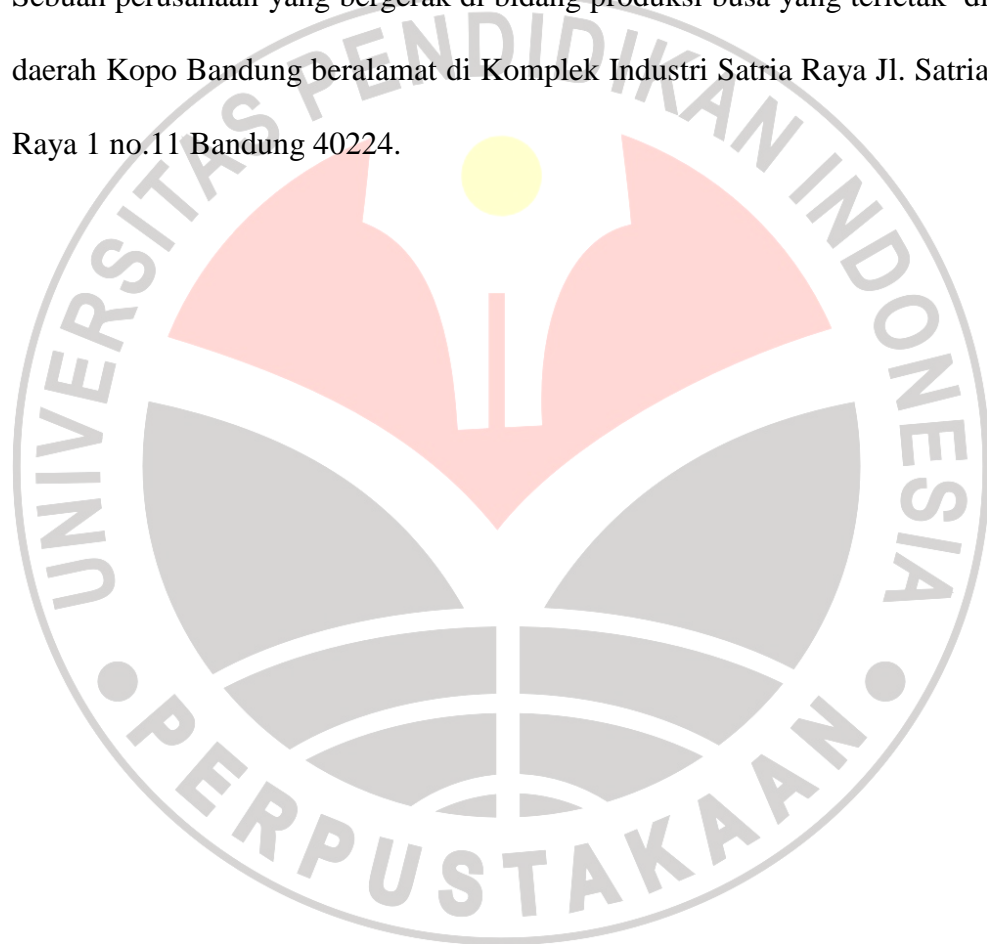 Sebuah perusahaan yang bergerak di bidang produksi busa yang terletak di
daerah Kopo Bandung beralamat di Komplek Industri Satria Raya Jl. Satria
Raya 1 no.11 Bandung 40224.
UNIVERSITAS PENDIDIKAN INDONESIA
PERPUSTAKAAN